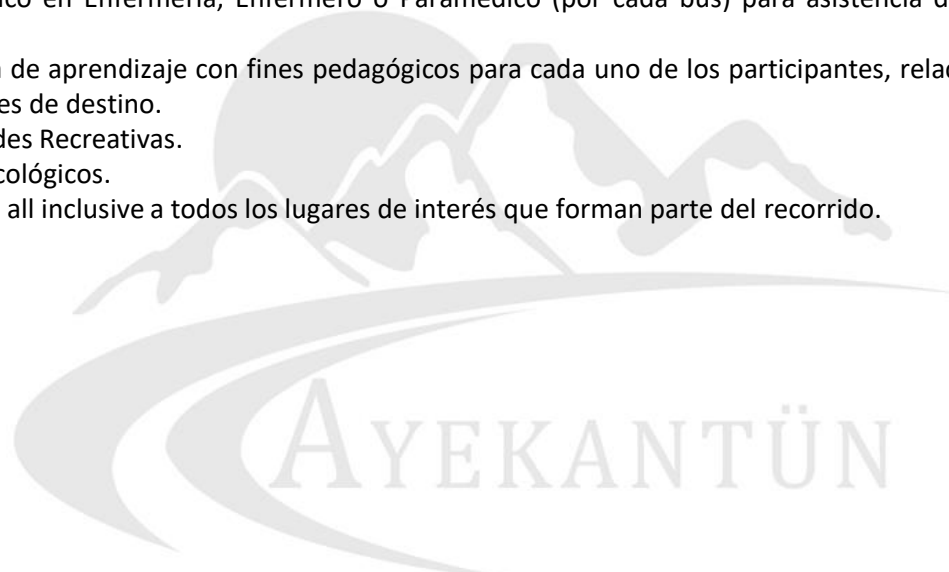 ico en Enfermería, Enfermero o Paramédico (por cada bus) para asistencia d
de aprendizaje con fines pedagógicos para cada uno de los participantes, rela
es de destino.
des Recreativas.
cológicos.
all inclusive a todos los lugares de interés que forman parte del recorrido.
AYEKANTÜN